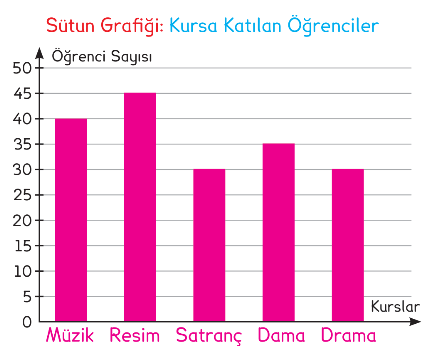 Sütun Grafiği: Kursa Katılan Öğrenciler
Öğrenci Sayısı
50
45
40
35
30
25
20
15
10
5
0
Kurslar
Müzik Resim Satranç Dama Drama